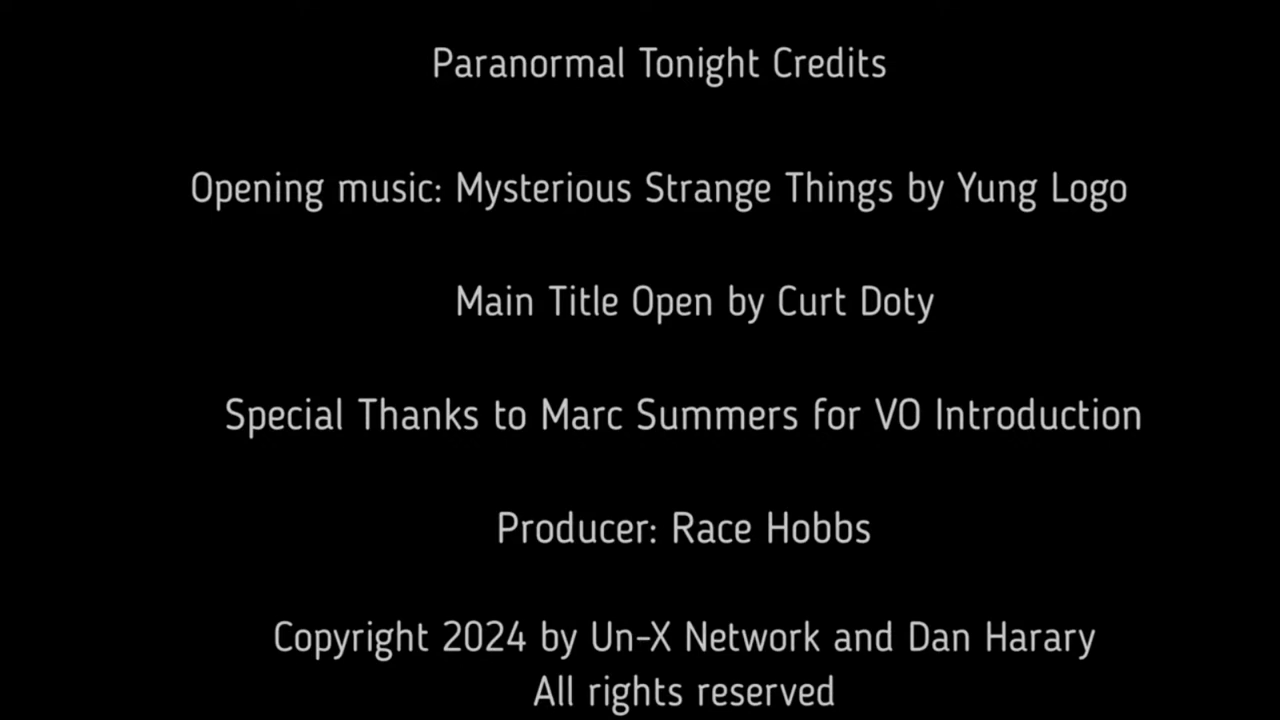 Paranormal Tonight Credits
Opening music: Mysterious Strange Things by Yung Logo
Main Title Open by Curt Doty
Special Thanks to Marc Summers for VO Introduction
Producer: Race Hobbs
Copyright 2024 by Un-X Network and Dan Harary
All rights reserved